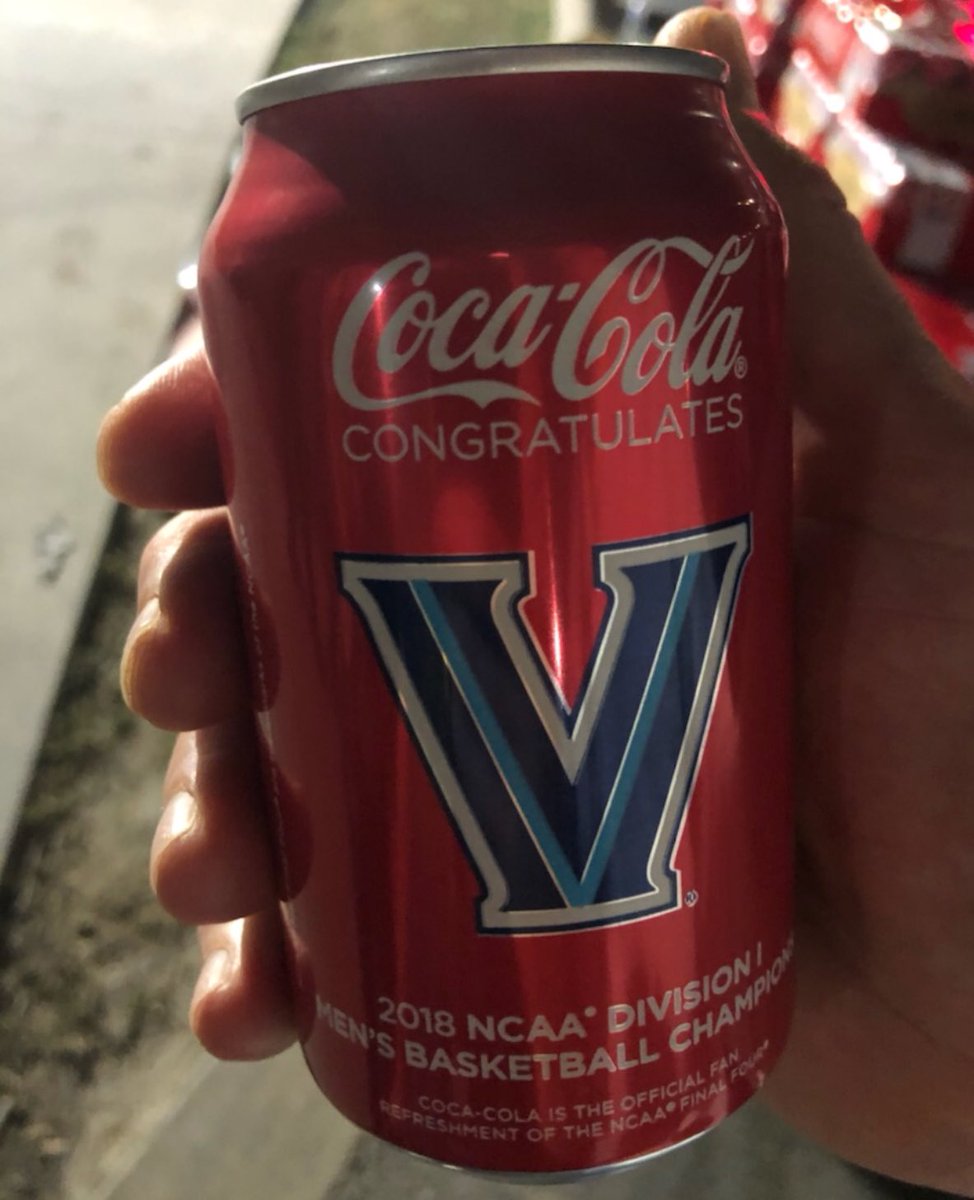 Coca-Cola®
CONGRATULATES
V
2018 NCAA® DIVISION I
MEN'S BASKETBALL CHAMPIONS
COCA-COLA IS THE OFFICIAL FAN
REFRESHMENT OF THE NCAA® FINAL FOUR®